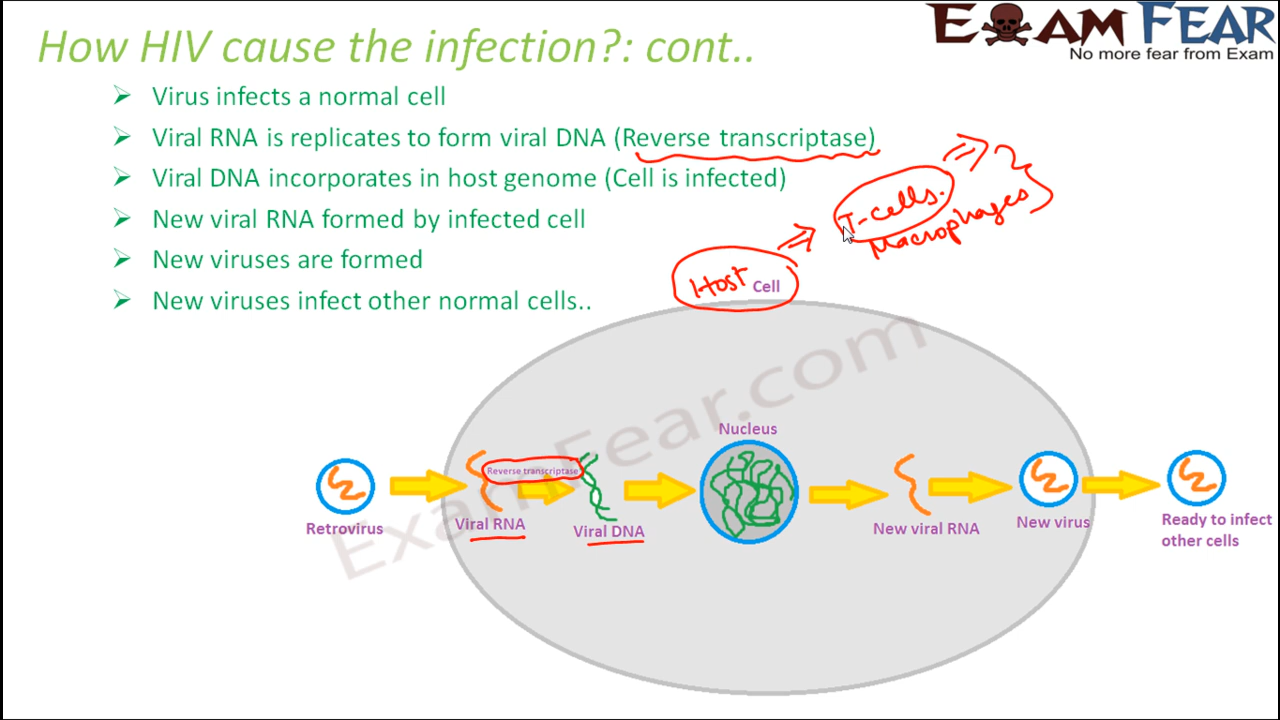 How HIV cause the infection?: cont..
EXAM FEAR
No more fear from Exam
➢ Virus infects a normal cell
➢ Viral RNA is replicates to form viral DNA (Reverse transcriptase)
➢ Viral DNA incorporates in host genome (Cell is infected)
➢ New viral RNA formed by infected cell
➢ New viruses are formed
➢ New viruses infect other normal cells..
T-cells.
Macrophages
Host Cell
ExamFear.com
Nucleus
Reverse transcriptase
Retrovirus
Viral RNA
Viral DNA
New viral RNA
New virus
Ready to infect
other cells